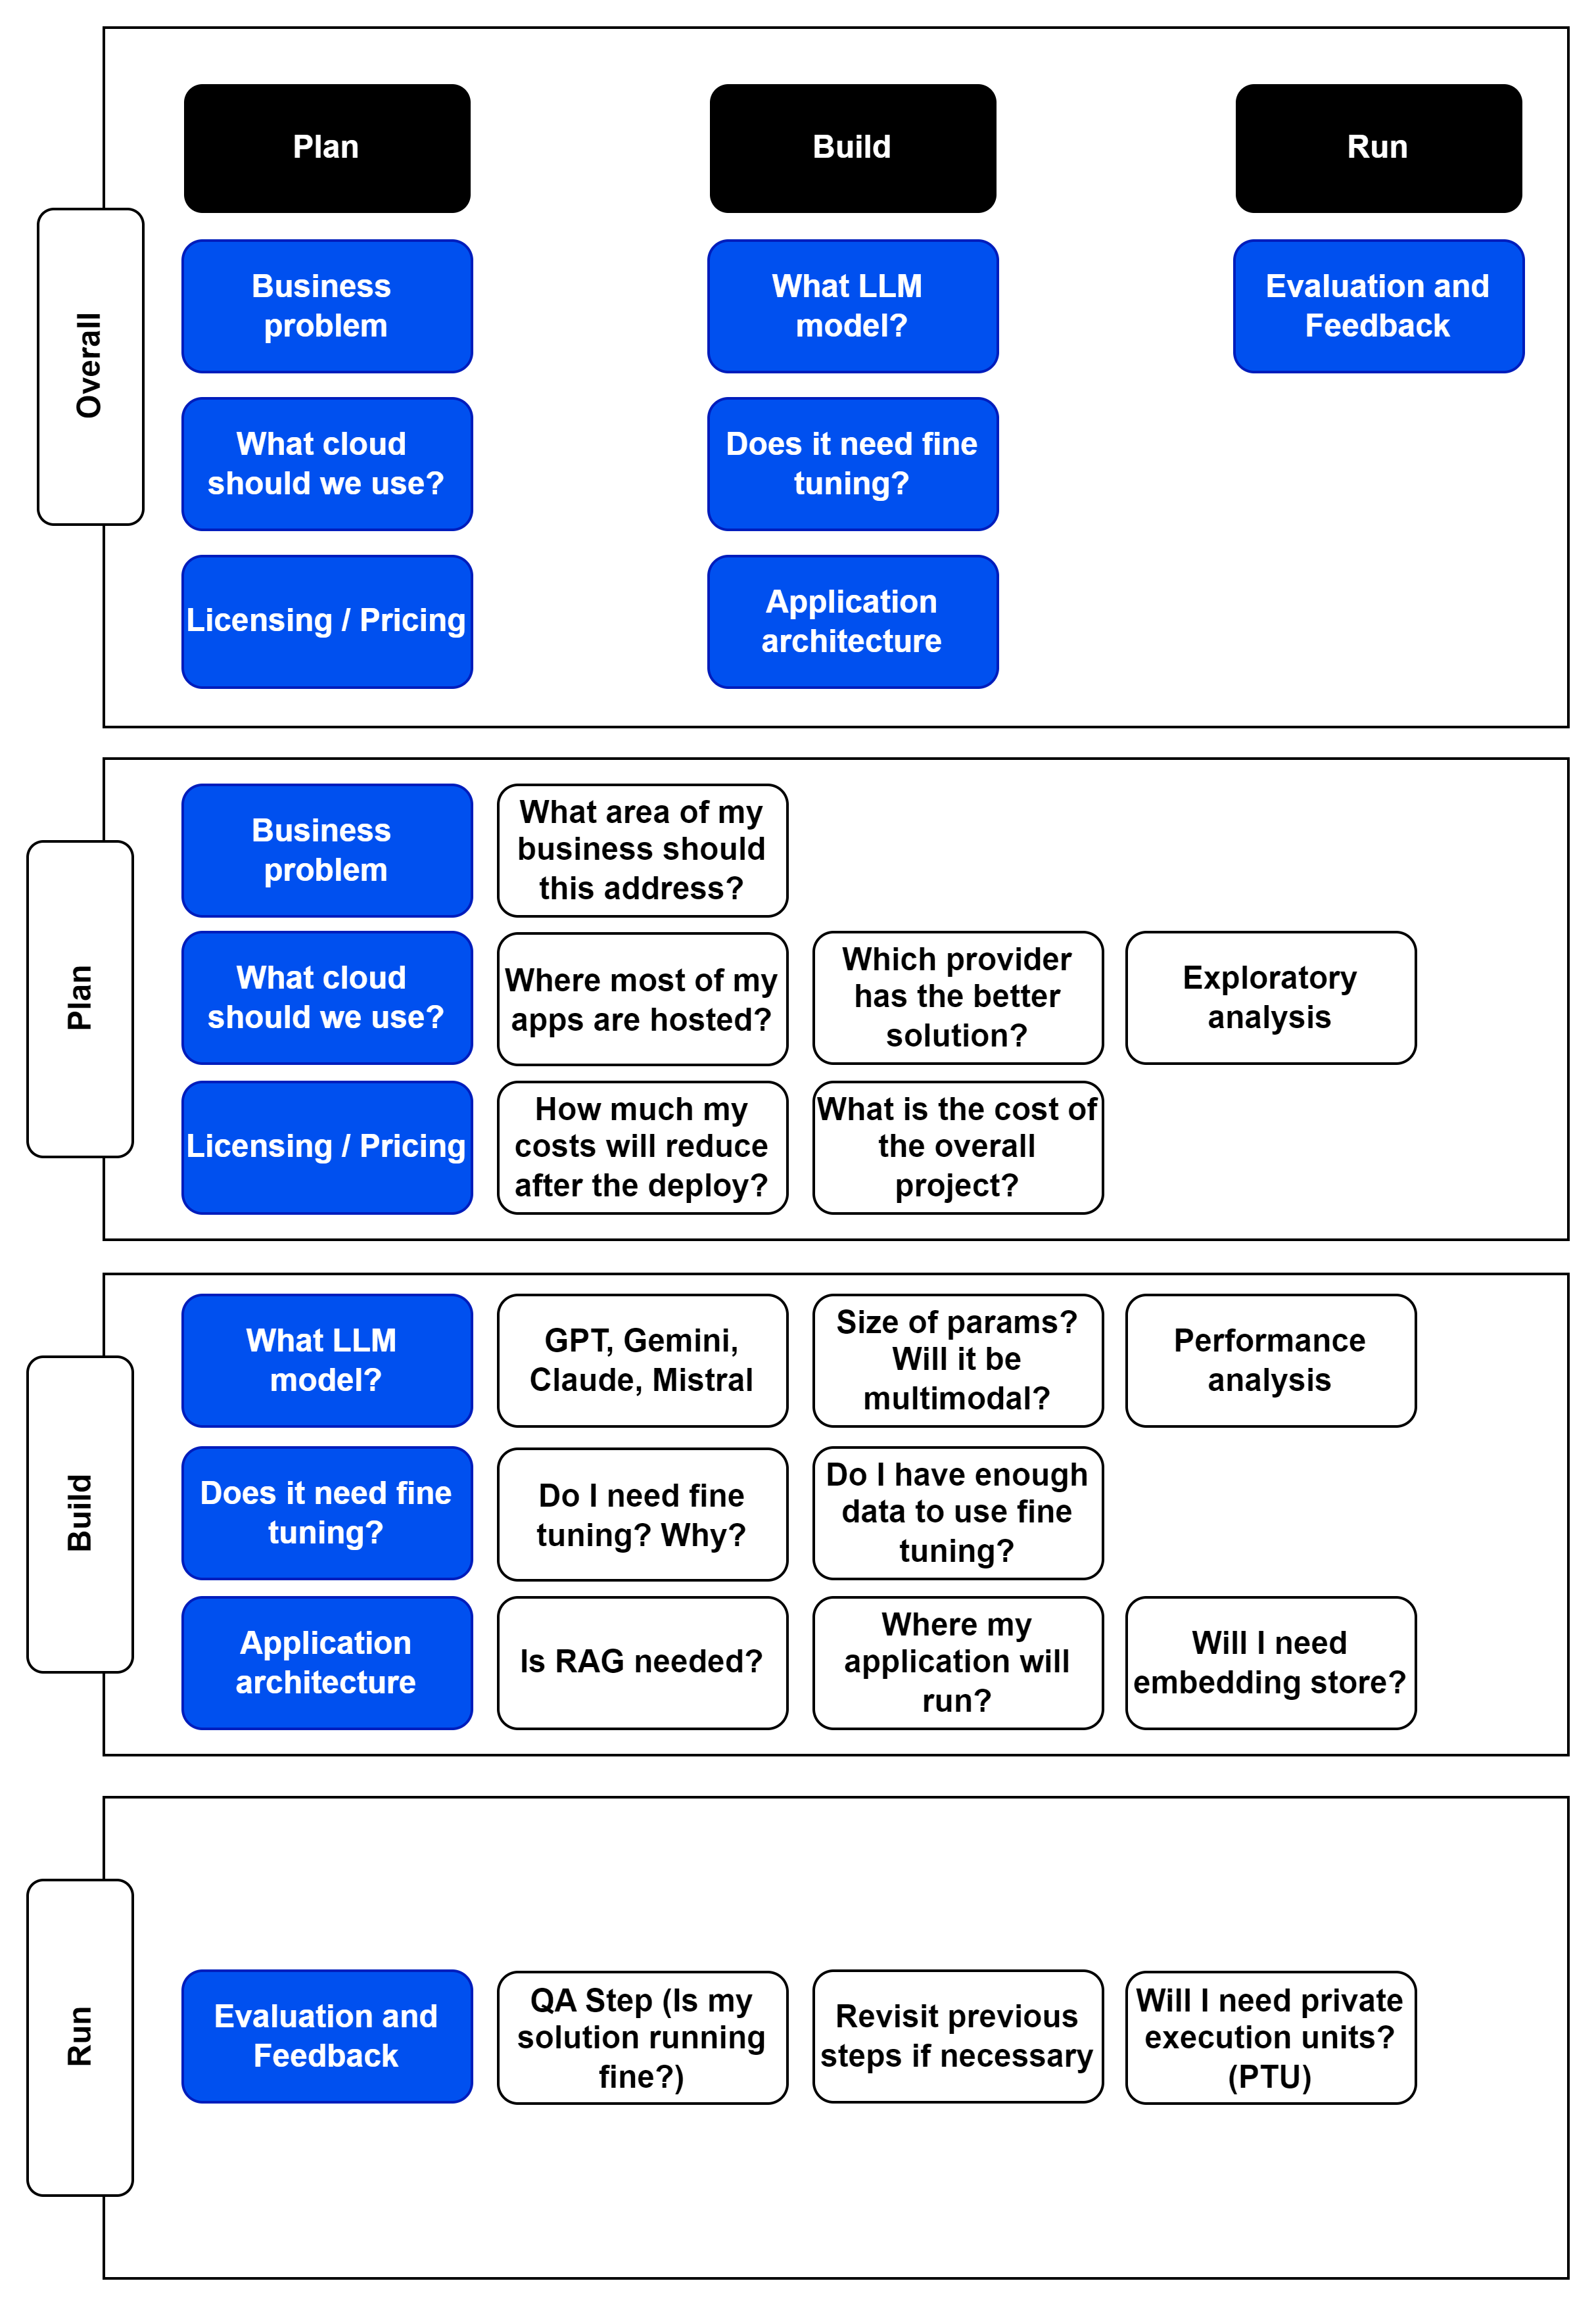 Overall
Plan
Build
Run
Business
problem
What LLM
model?
Evaluation and
Feedback
What cloud
should we use?
Does it need fine
tuning?
Licensing / Pricing
Application
architecture
Plan
Business
problem
What area of my
business should
this address?
What cloud
should we use?
Where most of my
apps are hosted?
Which provider
has the better
solution?
Exploratory
analysis
Licensing / Pricing
How much my
costs will reduce
after the deploy?
What is the cost of
the overall
project?
Build
What LLM
model?
GPT, Gemini,
Claude, Mistral
Size of params?
Will it be
multimodal?
Performance
analysis
Does it need fine
tuning?
Do I need fine
tuning? Why?
Do I have enough
data to use fine
tuning?
Application
architecture
Is RAG needed?
Where my
application will
run?
Will I need
embedding store?
Run
Evaluation and
Feedback
QA Step (Is my
solution running
fine?)
Revisit previous
steps if necessary
Will I need private
execution units?
(PTU)